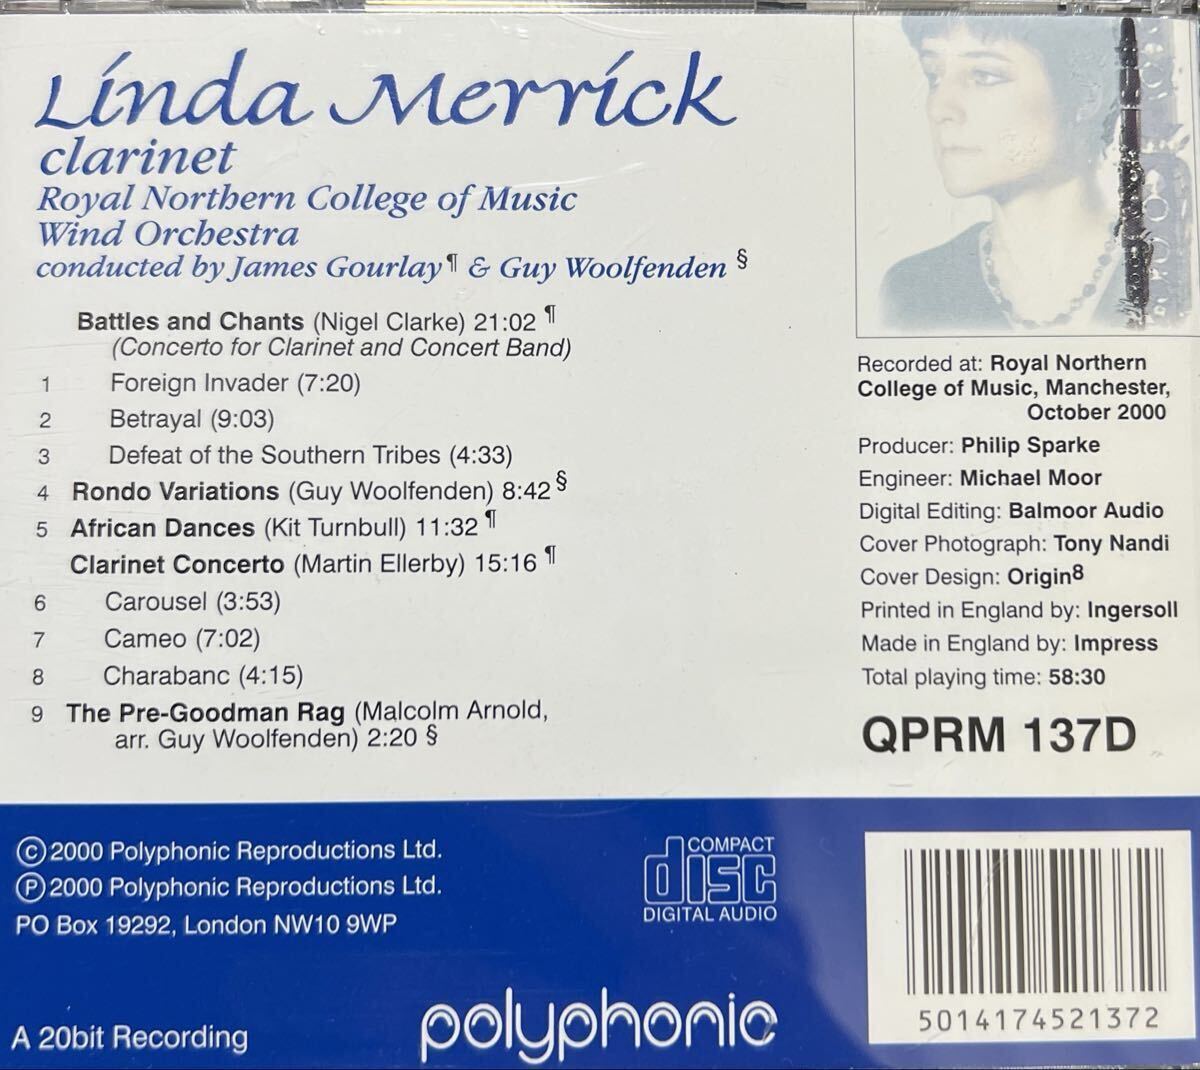 Linda Merrick
clarinet
Royal Northern College of Music
Wind Orchestra
conducted by James Gourlay¶ & Guy Woolfenden §
Battles and Chants (Nigel Clarke) 21:02 ¶
(Concerto for Clarinet and Concert Band)
1 Foreign Invader (7:20)
2 Betrayal (9:03)
3 Defeat of the Southern Tribes (4:33)
4 Rondo Variations (Guy Woolfenden) 8:42 §
5 African Dances (Kit Turnbull) 11:32 ¶
Clarinet Concerto (Martin Ellerby) 15:16 ¶
6 Carousel (3:53)
7 Cameo (7:02)
8 Charabanc (4:15)
9 The Pre-Goodman Rag (Malcolm Arnold,
arr. Guy Woolfenden) 2:20 §
Recorded at: Royal Northern
College of Music, Manchester,
October 2000
Producer: Philip Sparke
Engineer: Michael Moor
Digital Editing: Balmoor Audio
Cover Photograph: Tony Nandi
Cover Design: Origin8
Printed in England by: Ingersoll
Made in England by: Impress
Total playing time: 58:30
QPRM 137D
©2000 Polyphonic Reproductions Ltd.
℗2000 Polyphonic Reproductions Ltd.
PO Box 19292, London NW10 9WP
A 20bit Recording
COMPACT
disc
DIGITAL AUDIO
polyphonic
5014174521372